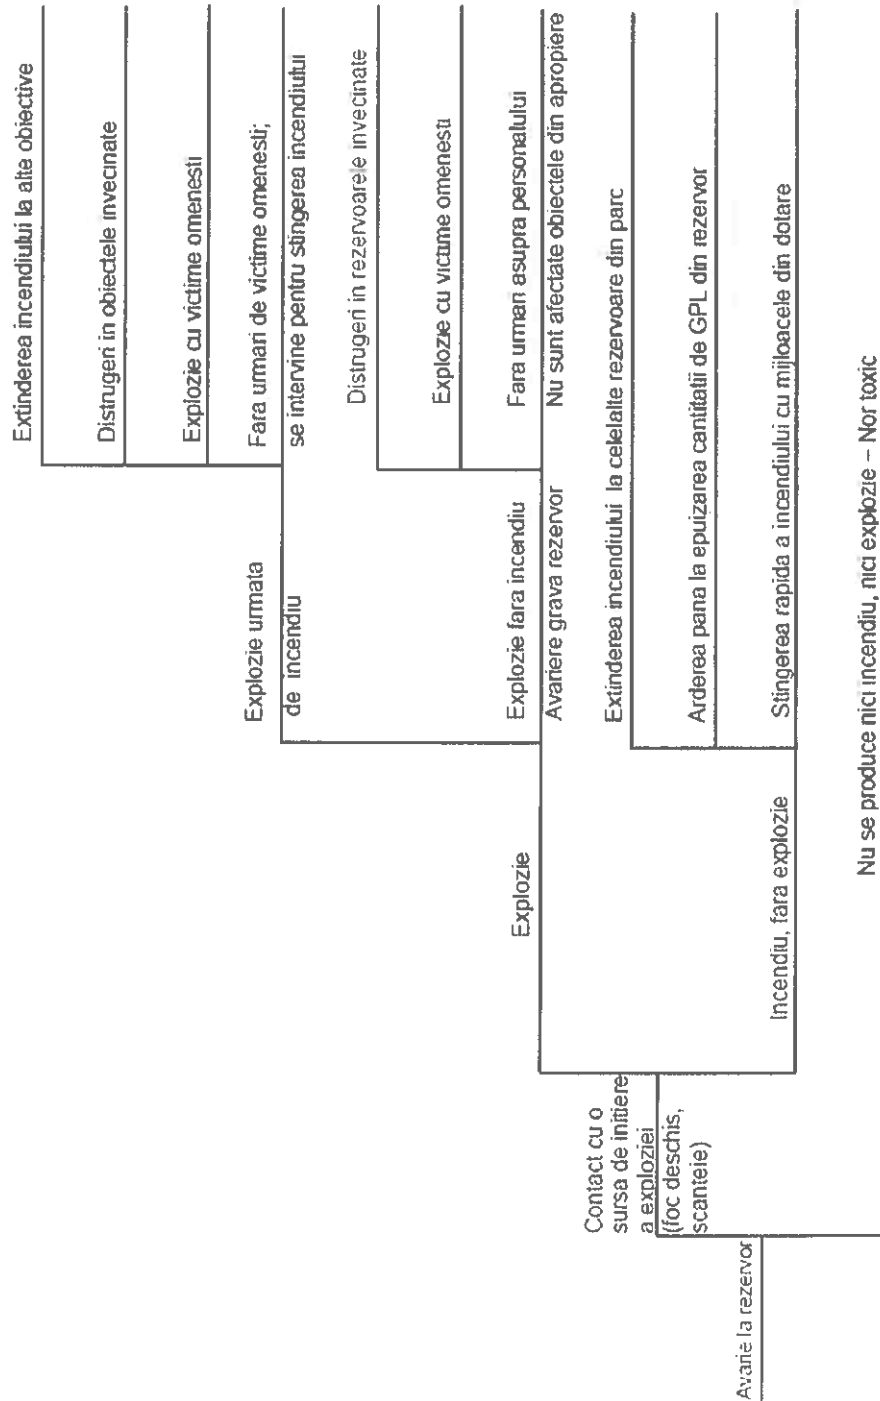 Extinderea incendiului la alte obiective
Distrugeri in obiectele invecinate
Explozie cu victime omenesti
Fara urmari de victime omenesti;
se intervine pentru stingerea incendiului
Explozie urmata
de incendiu
Distrugeri in rezervoarele invecinate
Explozie cu victime omenesti
Fara urmari asupra personalului
Nu sunt afectate obiectele din apropiere
Explozie fara incendiu
Avariere grava rezervor
Explozie
Extinderea incendiului la celelalte rezervoare din parc
Arderea pana la epuizarea cantitatii de GPL din rezervor
Stingerea rapida a incendiului cu mijloacele din dotare
Incendiu, fara explozie
Contact cu o
sursa de initiere
a exploziei
(foc deschis,
scanteie)
Avarie la rezervor
Nu se produce nici incendiu, nici explozie – Nor toxic